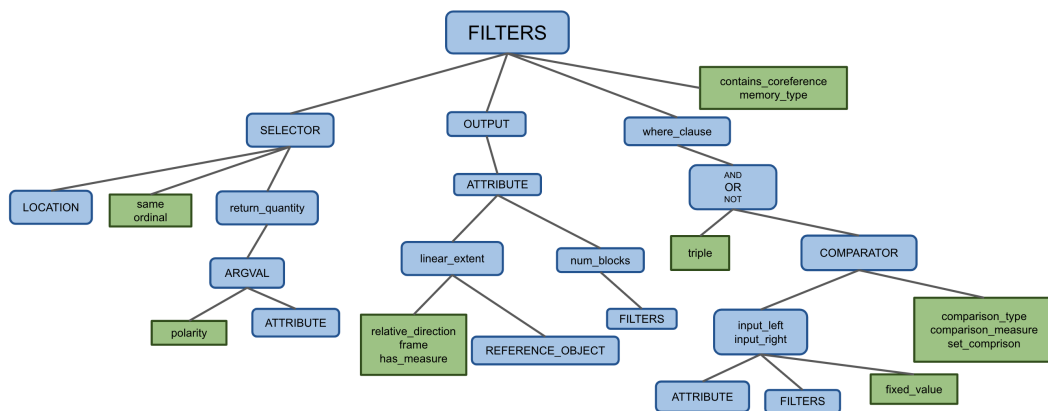 FILTERS
contains_coreference
memory_type
SELECTOR
OUTPUT
where_clause
LOCATION
same
ordinal
return_quantity
ATTRIBUTE
AND
OR
NOT
ARGVAL
linear_extent
num_blocks
triple
COMPARATOR
polarity
ATTRIBUTE
relative_direction
frame
has_measure
REFERENCE_OBJECT
FILTERS
input_left
input_right
comparison_type
comparison_measure
set_comprison
ATTRIBUTE
FILTERS
fixed_value